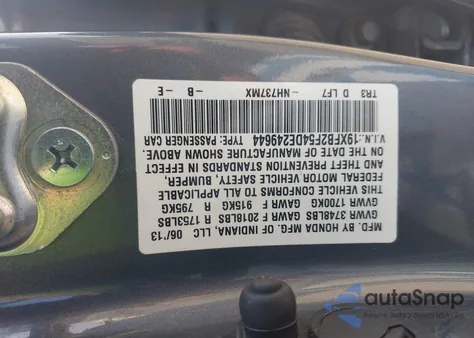 MFD. BY HONDA MFG. OF INDIANA, LLC 06/13
GVWR 3748LBS GAWR F 2018LBS R 1753LBS
GVWR 1700KG GAWR F 915KG R 795KG
THIS VEHICLE CONFORMS TO ALL APPLICABLE
FEDERAL MOTOR VEHICLE SAFETY, BUMPER,
AND THEFT PREVENTION STANDARDS IN EFFECT
ON THE DATE OF MANUFACTURE SHOWN ABOVE.
V.I.N.:19XFB2F54DE249644 TYPE: PASSENGER CAR
TR3 D LF7 -NH737MX -B -E
autoSnap